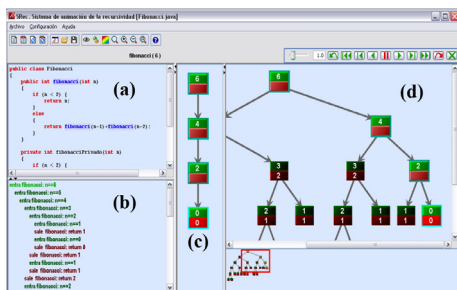 SRec. Sistema de animación de la recursividad [Fibonacci.java]
Archivo Configuración Ayuda
1.0
fibonacci ( 6 )
public class Fibonacci
{
public int fibonacci(int n)
{
if (n < 2) {
return n;
}
else
{
return fibonacci(n-1)+fibonacci(n-2);
}
}
private int fibonacciPrivado(int n)
{
if (n < 2) {
(a)
entra fibonacci: n==6
entra fibonacci: n==5
entra fibonacci: n==4
entra fibonacci: n==3
entra fibonacci: n==2
entra fibonacci: n==1
sale fibonacci: return 1
entra fibonacci: n==0
sale fibonacci: return 0
sale fibonacci: return 1
entra fibonacci: n==1
sale fibonacci: return 1
sale fibonacci: return 2
entra fibonacci: n==2
(b)
6
4
2
0
0
(c)
6
4
3
2
3
2
2
2
1
1
1
2
1
1
1
1
1
0
0
(d)